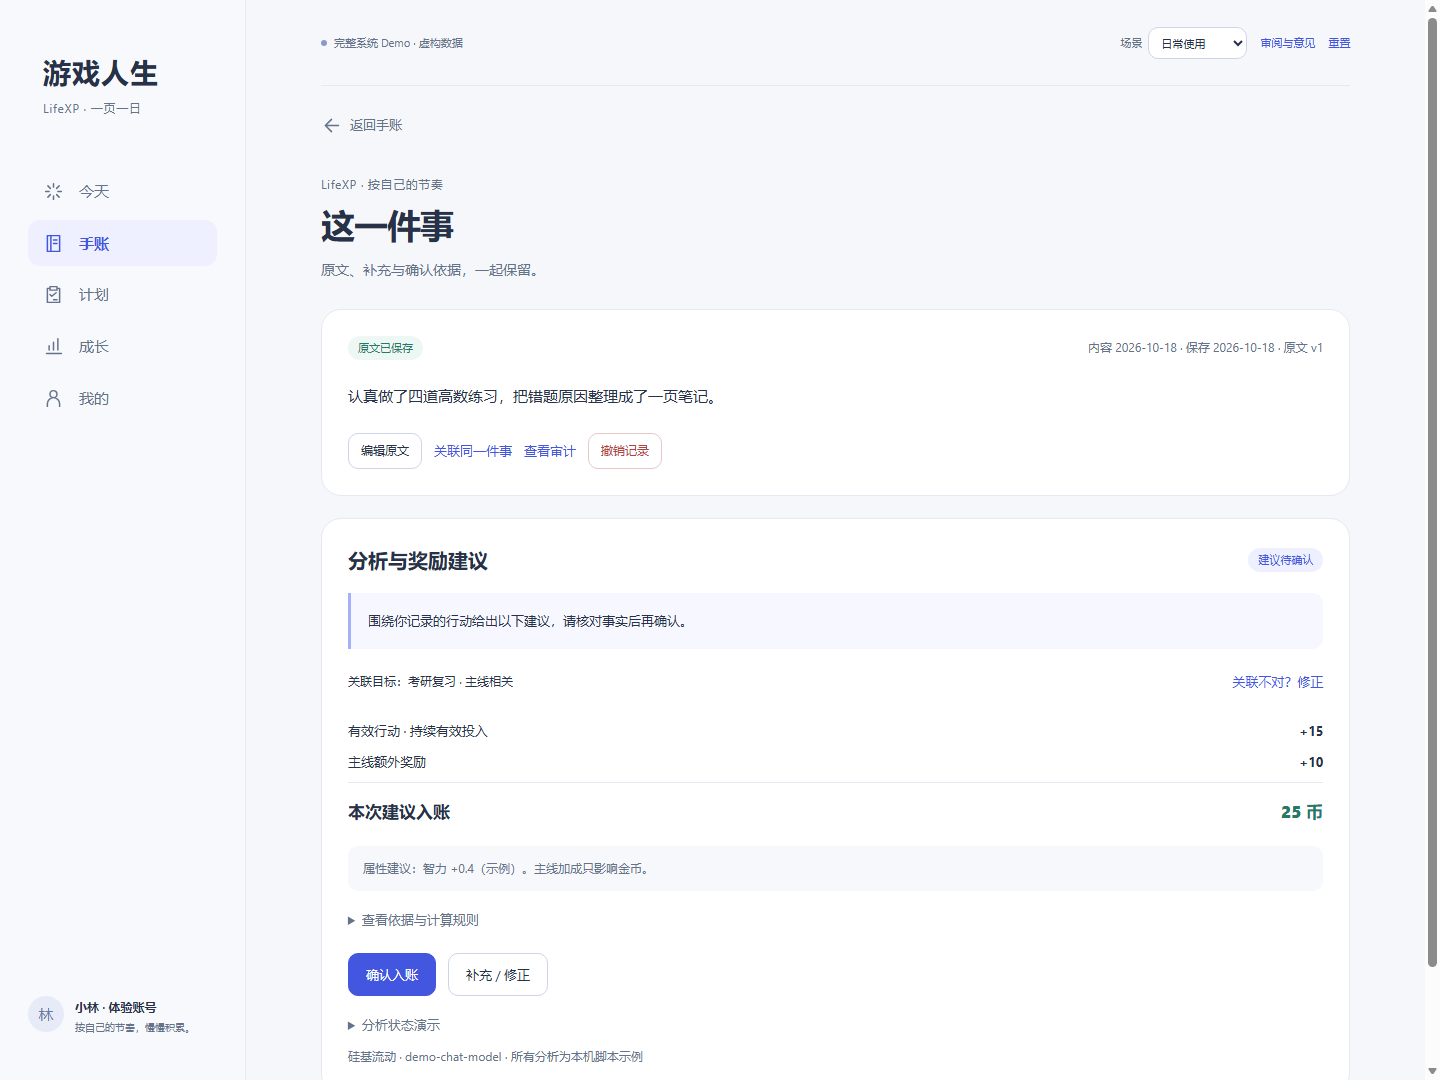 游戏人生
LifeXP · 一页一日
今天
手账
计划
成长
我的
林
小林 · 体验账号
按自己的节奏，慢慢积累。
完整系统 Demo · 虚构数据
场景
日常使用
审阅与意见
重置
返回手账
LifeXP · 按自己的节奏
这一件事
原文、补充与确认依据，一起保留。
原文已保存
内容 2026-10-18 · 保存 2026-10-18 · 原文 v1
认真做了四道高数练习，把错题原因整理成了一页笔记。
编辑原文
关联同一件事
查看审计
撤销记录
分析与奖励建议
建议待确认
围绕你记录的行动给出以下建议，请核对事实后再确认。
关联目标：考研复习 · 主线相关
关联不对？修正
有效行动 · 持续有效投入
+15
主线额外奖励
+10
本次建议入账
25 币
属性建议：智力 +0.4（示例）。主线加成只影响金币。
查看依据与计算规则
确认入账
补充 / 修正
分析状态演示
硅基流动 · demo-chat-model · 所有分析为本机脚本示例